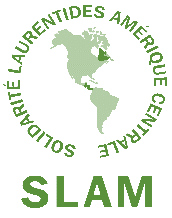 SOLIDARITÉ LAURENTIDES AMÉRIQUE CENTRALE
SLAM